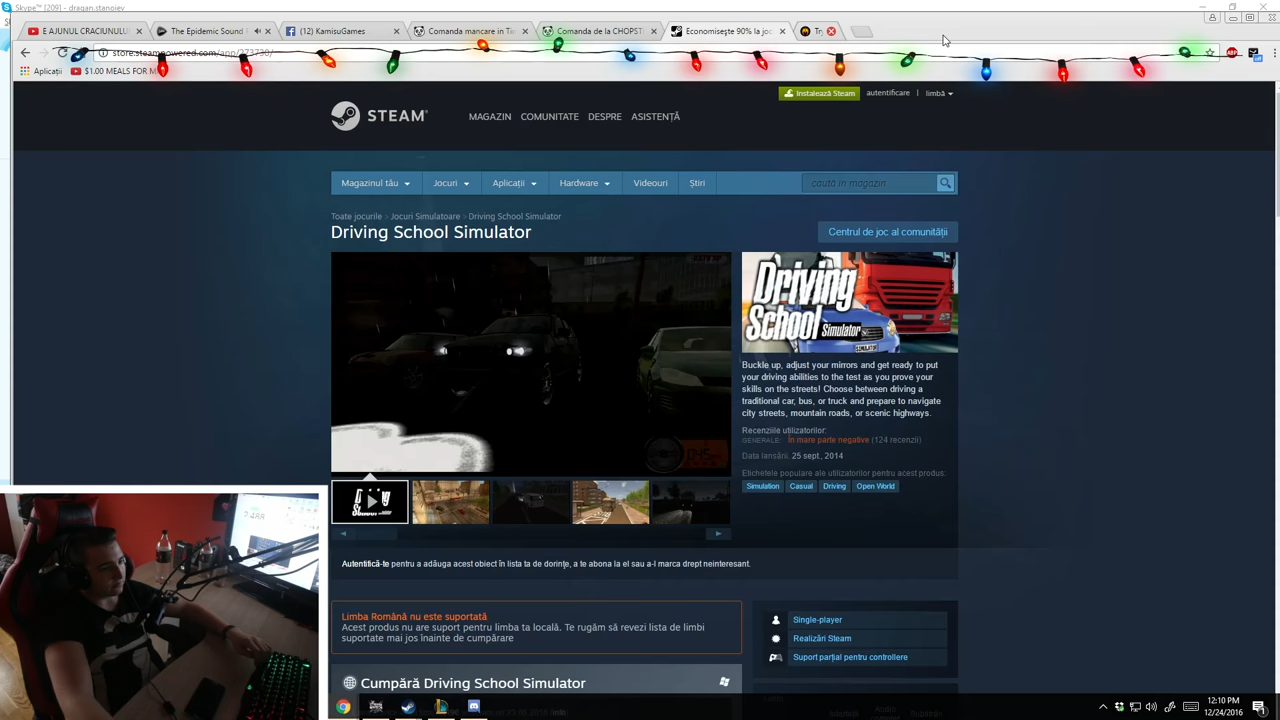 Skype™ [209] - dragan.stanoiev
E AJUNUL CRACIUNULU
The Epidemic Sound
(4) KamisuGames
Comanda mancare in Ti
Comanda de la CHOPST
Economiseşte 90% la joc
Try
store.steampowered.com/app/273730/
Aplicații
$1.00 MEALS FOR M
Instalează Steam
autentificare
|
limbă
STEAM
MAGAZIN
COMUNITATE
DESPRE
ASISTENȚĂ
Magazinul tău
Jocuri
Aplicații
Hardware
Videouri
Știri
caută în magazin
Toate jocurile > Jocuri Simulatoare > Driving School Simulator
Driving School Simulator
Centrul de joc al comunității
Driving School Simulator
Buckle up, adjust your mirrors and get ready to put
your driving abilities to the test as you prove your
skills on the streets! Choose between driving a
traditional car, bus, or truck and prepare to navigate
city streets, mountain roads, or scenic highways.
Recenziile utilizatorilor:
GENERALE: În mare parte negative (124 recenzii)
Data lansării: 25 sept., 2014
Etichetele populare ale utilizatorilor pentru acest produs:
Simulation
Casual
Driving
Open World
Autentifică-te pentru a adăuga acest obiect în lista ta de dorințe, a te abona la el sau a-l marca drept neinteresant.
Limba Română nu este suportată
Acest produs nu are suport pentru limba ta locală. Te rugăm să revezi lista de limbi
suportate mai jos înainte de cumpărare
Single-player
Realizări Steam
Suport parțial pentru controllere
Cumpără Driving School Simulator
12:10 PM
12/24/2016